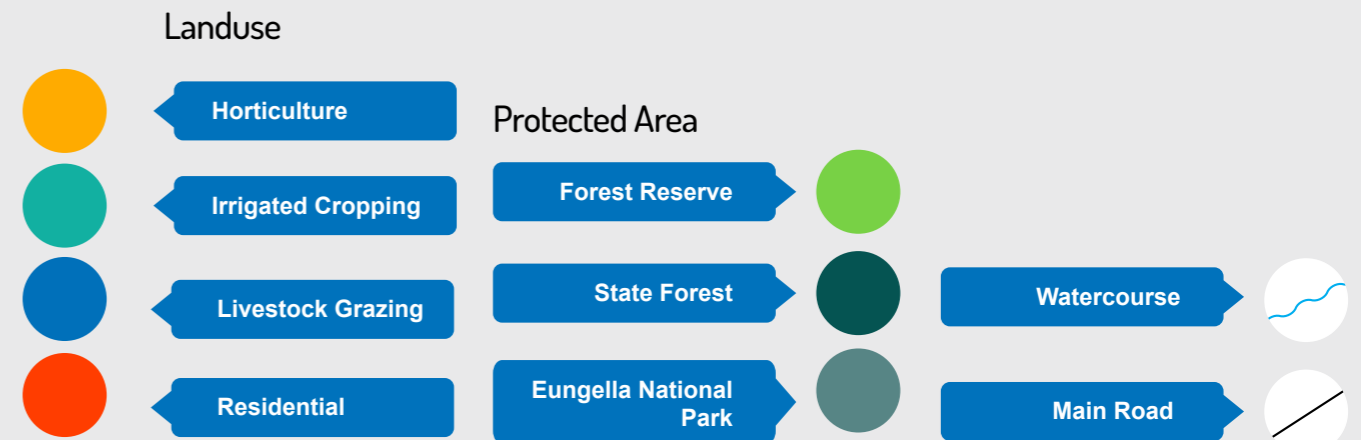 Landuse
Horticulture
Irrigated Cropping
Livestock Grazing
Residential
Protected Area
Forest Reserve
State Forest
Eungella National
Park
Watercourse
Main Road